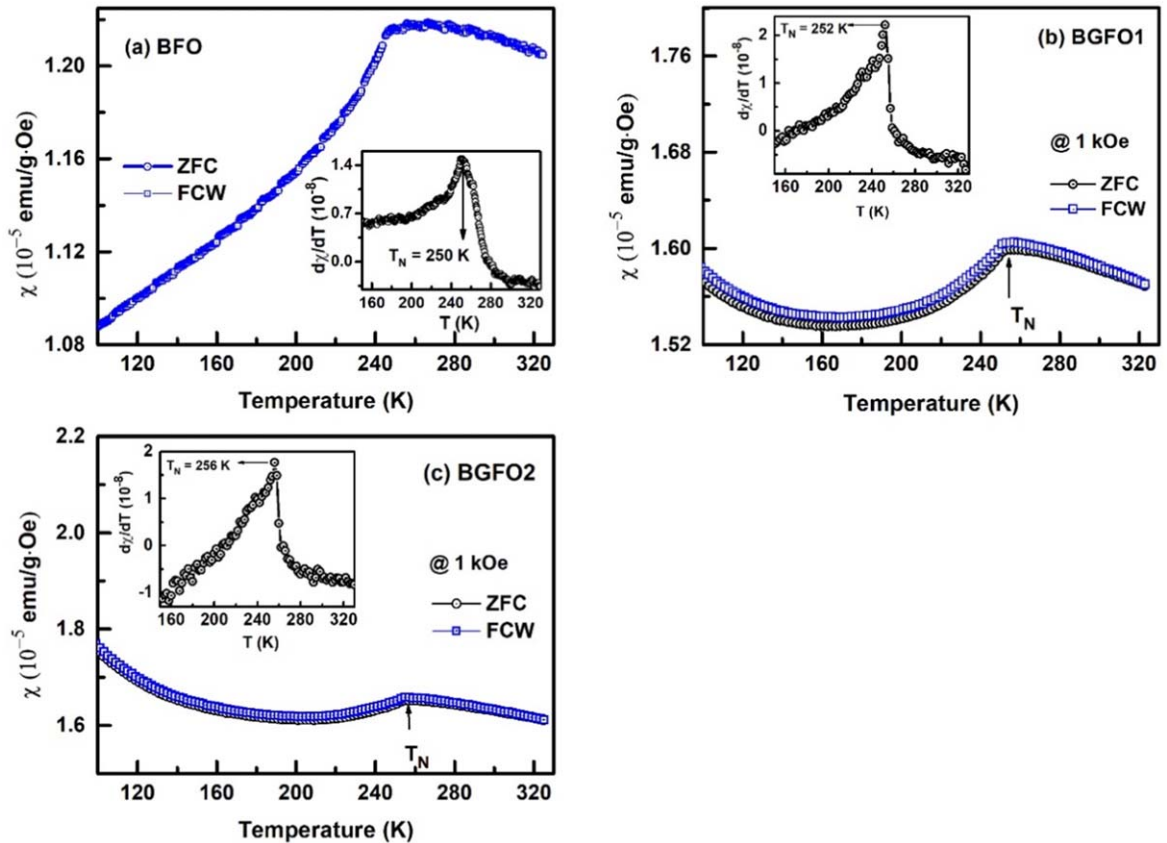 (a) BFO
χ (10⁻⁵ emu/g·Oe)
1.20
1.16
1.12
1.08
ZFC
FCW
120 160 200 240 280 320
Temperature (K)
dχ/dT (10⁻⁸)
1.4
0.7
0.0
T_N = 250 K
160 200 240 280 320
T (K)
(b) BGFO1
χ (10⁻⁵ emu/g·Oe)
1.76
1.68
1.60
1.52
@ 1 kOe
ZFC
FCW
T_N
120 160 200 240 280 320
Temperature (K)
T_N = 252 K
dχ/dT (10⁻⁸)
2
1
0
160 200 240 280 320
T (K)
(c) BGFO2
χ (10⁻⁵ emu/g·Oe)
2.2
2.0
1.8
1.6
@ 1 kOe
ZFC
FCW
T_N
120 160 200 240 280 320
Temperature (K)
T_N = 256 K
dχ/dT (10⁻⁸)
2
1
0
-1
160 200 240 280 320
T (K)